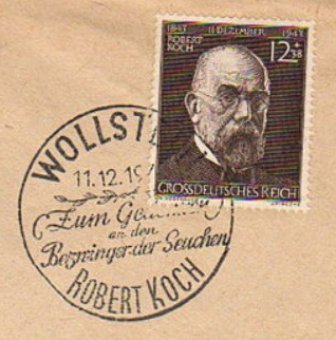 1843 11. DEZEMBER 1943
ROBERT
KOCH
12+38
GROSSDEUTSCHES REICH
WOLLST
11.12.19
Zum
an den
Bezwinger der Seuchen
ROBERT KOCH